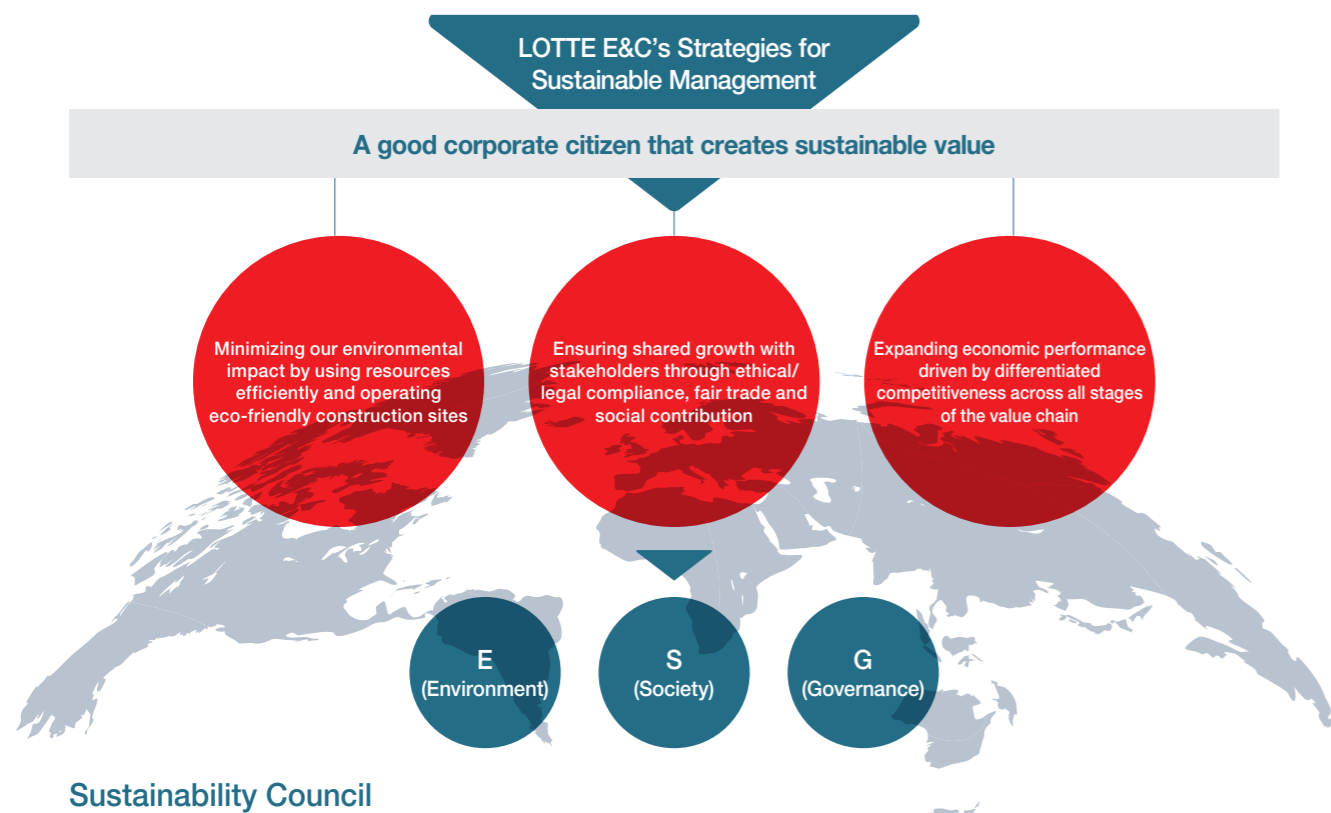 LOTTE E&C's Strategies for
Sustainable Management
A good corporate citizen that creates sustainable value
Minimizing our environmental
impact by using resources
efficiently and operating
eco-friendly construction sites
Ensuring shared growth with
stakeholders through ethical/
legal compliance, fair trade and
social contribution
Expanding economic performance
driven by differentiated
competitiveness across all stages
of the value chain
E
(Environment)
S
(Society)
G
(Governance)
Sustainability Council